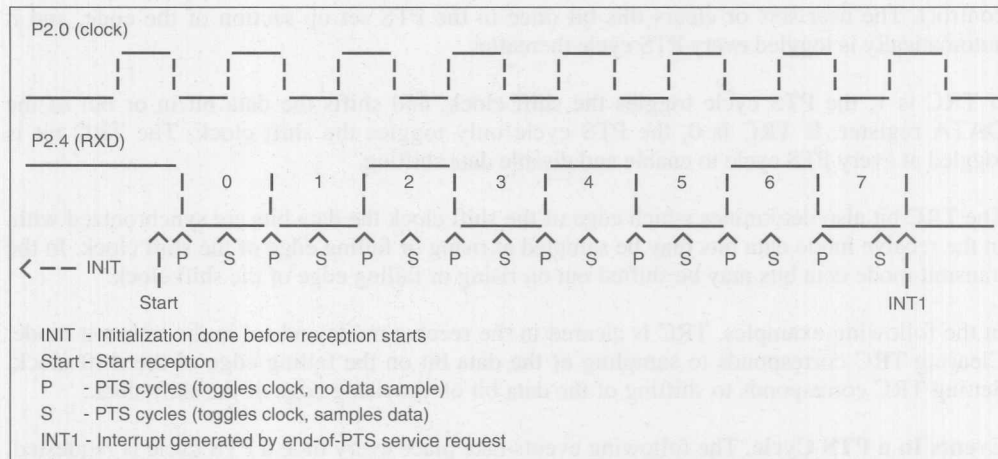 P2.0 (clock)
P2.4 (RXD)
0 1 2 3 4 5 6 7
INIT P S P S P S P S P S P S P S P S
Start INIT1
INIT - Initialization done before reception starts
Start - Start reception
P : PTS cycles (toggles clock, no data sample)
S - PTS cycles (toggles clock, samples data)
INT1 - Interrupt generated by end-of-PTS service request